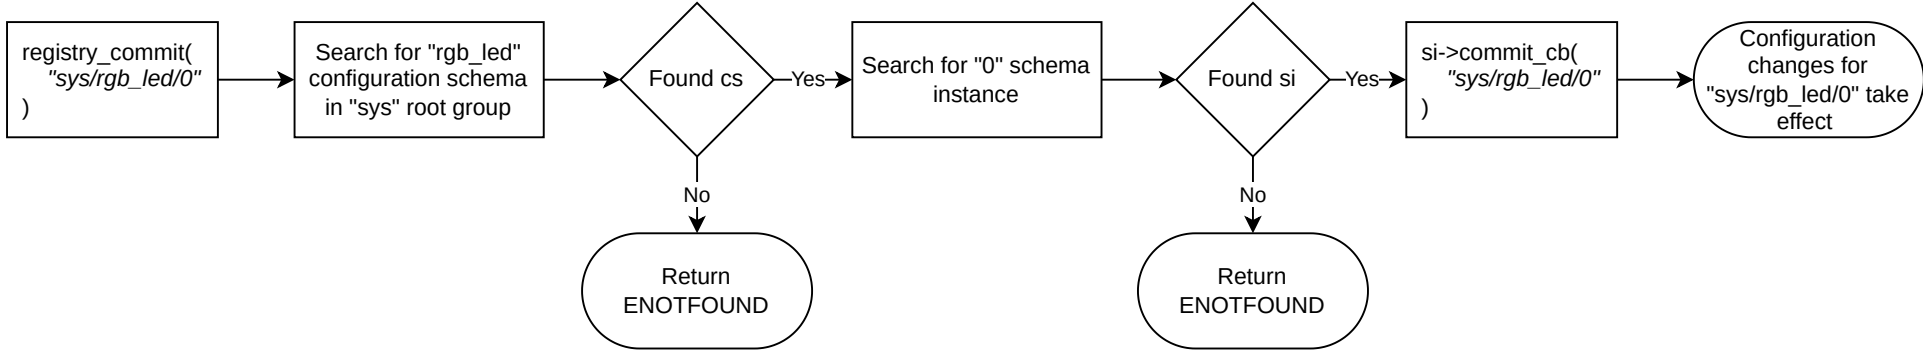 registry_commit(
"sys/rgb_led/0"
)
Search for "rgb_led"
configuration schema
in "sys" root group
Found cs
Yes
No
Return
ENOTFOUND
Search for "0" schema
instance
Found si
Yes
No
Return
ENOTFOUND
si->commit_cb(
"sys/rgb_led/0"
)
Configuration
changes for
"sys/rgb_led/0" take
effect